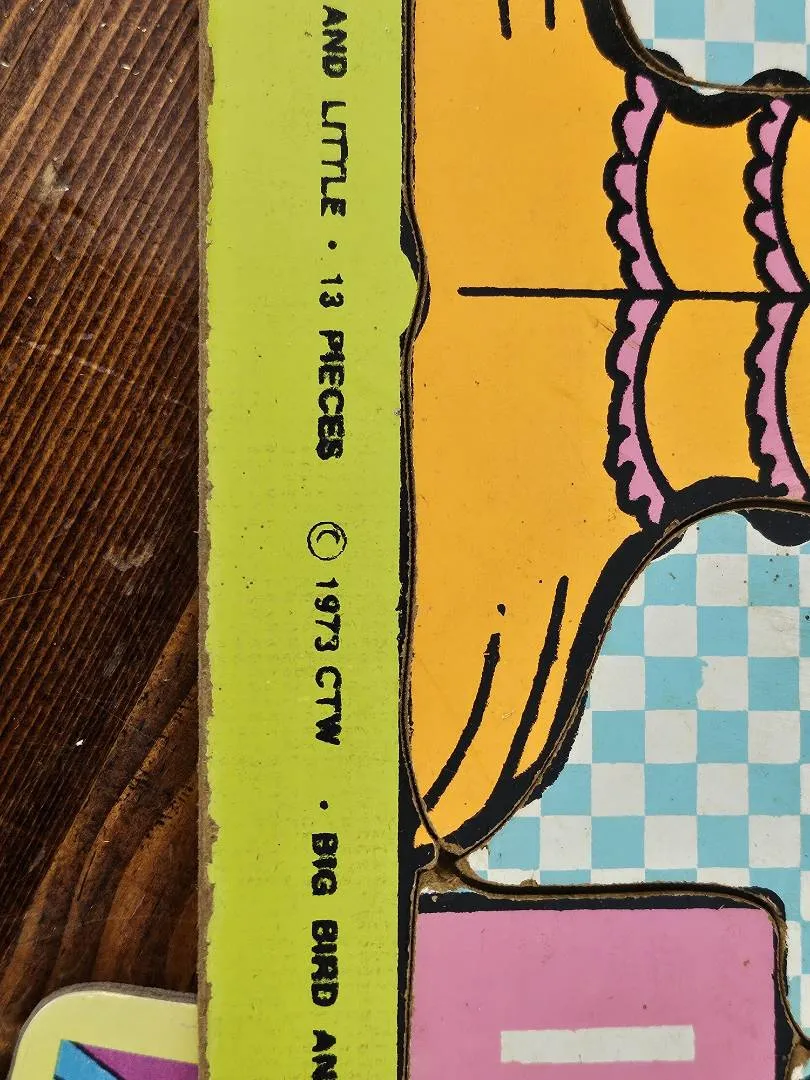 AND LITTLE • 13 PIECES © 1973 CTW • BIG BIRD AN